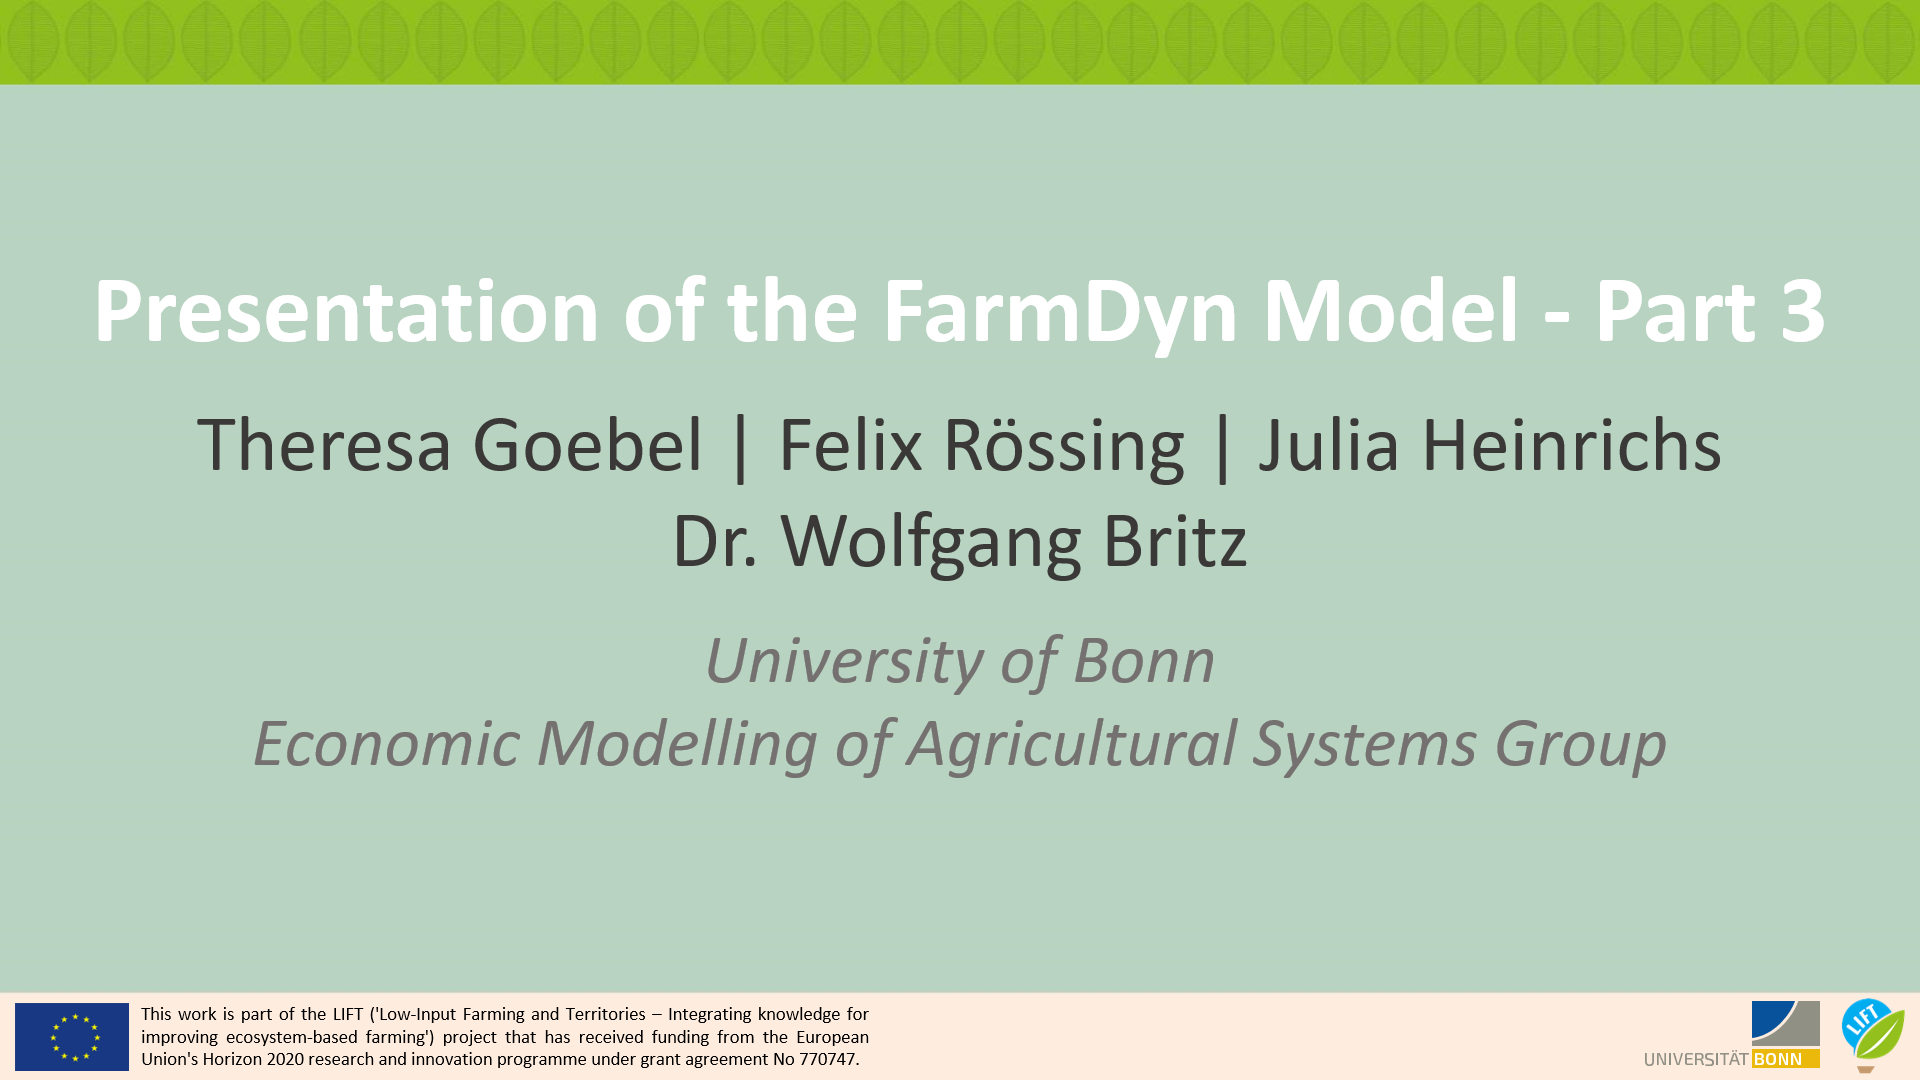 Presentation of the FarmDyn Model - Part 3
Theresa Goebel | Felix Rössing | Julia Heinrichs
Dr. Wolfgang Britz
University of Bonn
Economic Modelling of Agricultural Systems Group
This work is part of the LIFT ('Low-Input Farming and Territories – Integrating knowledge for
improving ecosystem-based farming') project that has received funding from the European
Union's Horizon 2020 research and innovation programme under grant agreement No 770747.
UNIVERSITÄT BONN
LIFT